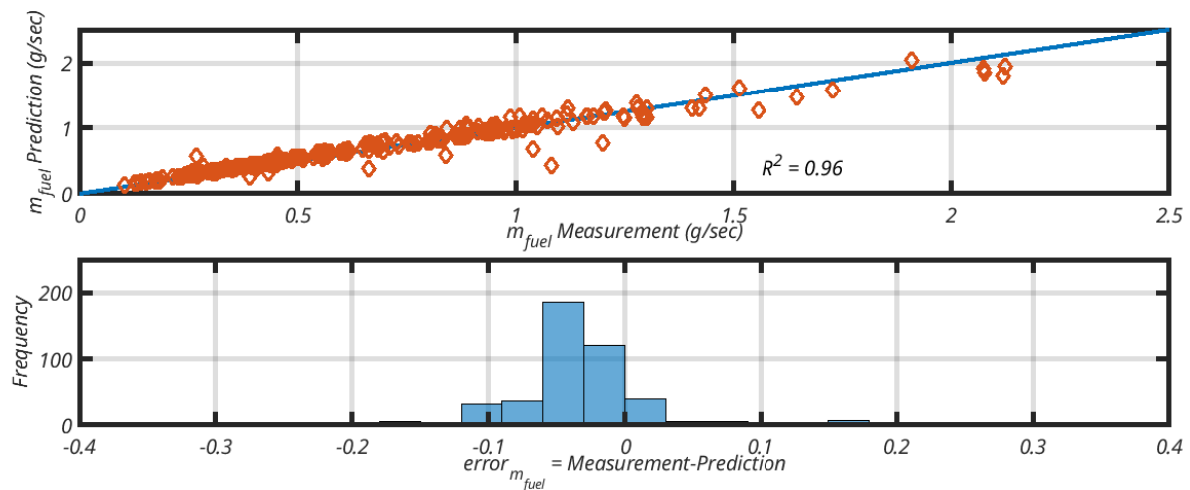 m_fuel Prediction (g/sec)
2
1
0
R² = 0.96
0 0.5 1 1.5 2 2.5
m_fuel Measurement (g/sec)
Frequency
200
100
0
-0.4 -0.3 -0.2 -0.1 0 0.1 0.2 0.3 0.4
error_m_fuel = Measurement-Prediction